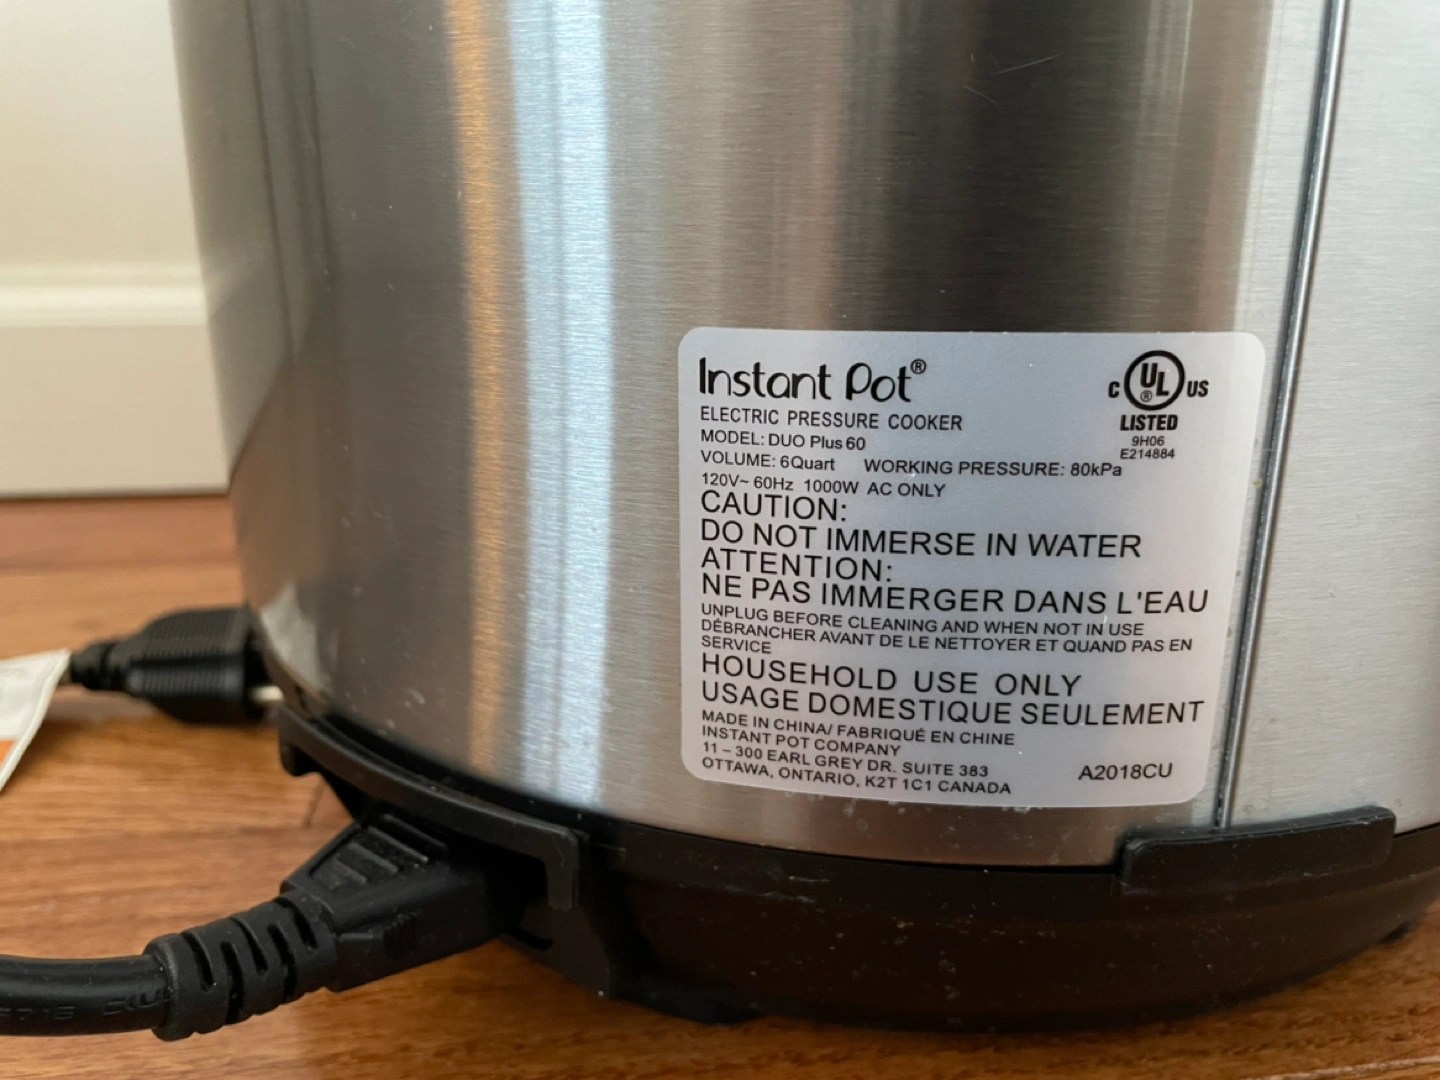 Instant Pot®
ELECTRIC PRESSURE COOKER
MODEL: DUO Plus 60
VOLUME: 6Quart WORKING PRESSURE: 80kPa
120V~ 60Hz 1000W AC ONLY
C UL® US
LISTED
9H06
E214884
CAUTION:
DO NOT IMMERSE IN WATER
ATTENTION:
NE PAS IMMERGER DANS L'EAU
UNPLUG BEFORE CLEANING AND WHEN NOT IN USE
DÉBRANCHER AVANT DE LE NETTOYER ET QUAND PAS EN
SERVICE
HOUSEHOLD USE ONLY
USAGE DOMESTIQUE SEULEMENT
MADE IN CHINA/ FABRIQUÉ EN CHINE
INSTANT POT COMPANY
11 – 300 EARL GREY DR. SUITE 383
OTTAWA, ONTARIO, K2T 1C1 CANADA
A2018CU